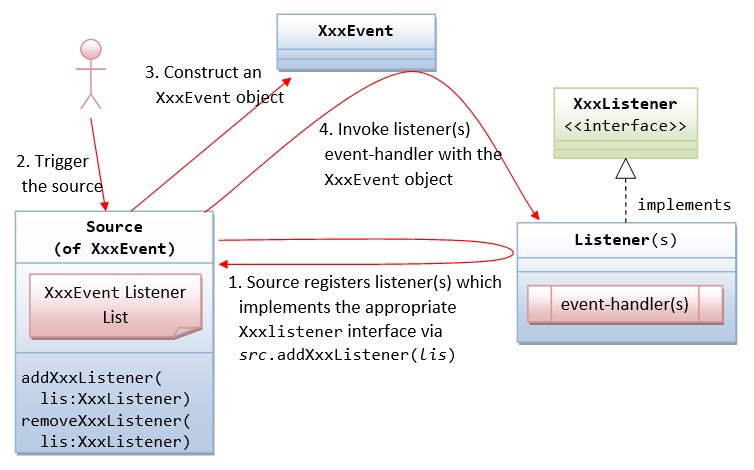 XxxEvent
3. Construct an
XxxEvent object
XxxListener
<<interface>>
4. Invoke listener(s)
event-handler with the
XxxEvent object
2. Trigger
the source
implements
Source
(of XxxEvent)
Listener(s)
XxxEvent Listener
List
1. Source registers listener(s) which
implements the appropriate
Xxxlistener interface via
src.addXxxListener(lis)
event-handler(s)
addXxxListener(
lis:XxxListener)
removeXxxListener(
lis:XxxListener)